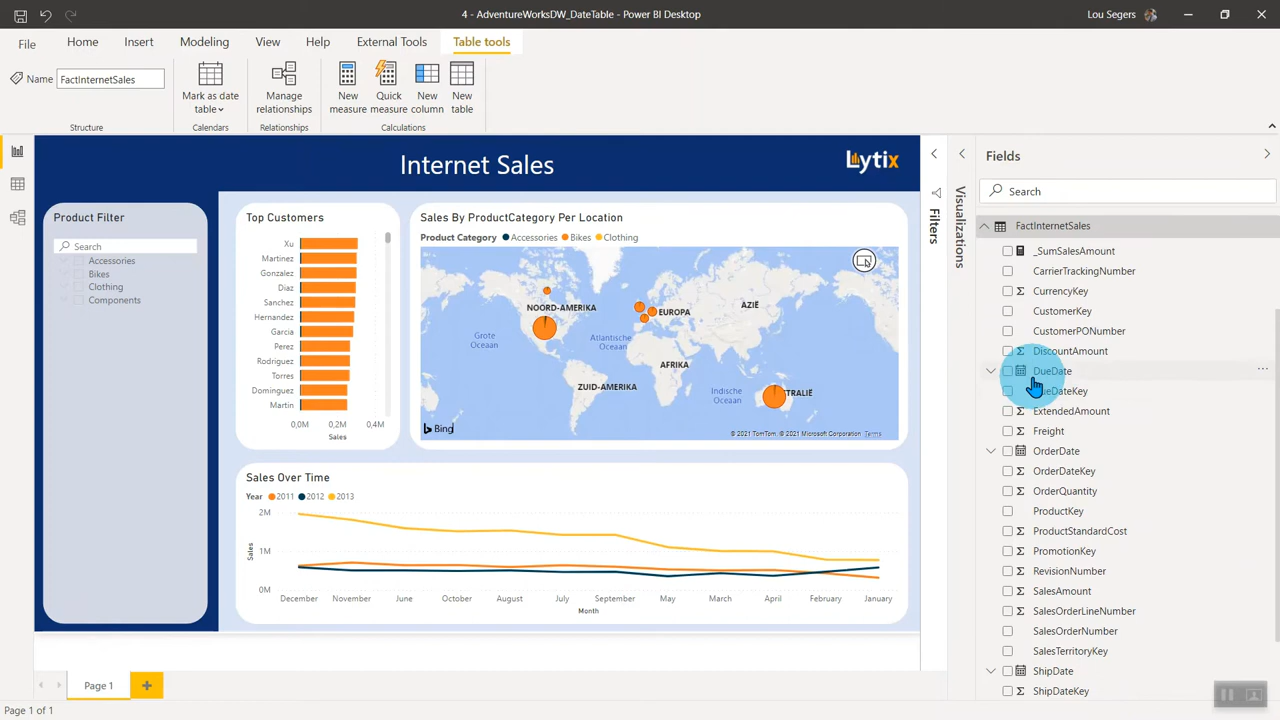 4 - AdventureWorksDW_DateTable - Power BI Desktop
Lou Segers
File
Home
Insert
Modeling
View
Help
External Tools
Table tools
Name
FactInternetSales
Mark as date table
Manage relationships
New measure
Quick measure
New column
New table
Structure
Calendars
Relationships
Calculations
Internet Sales
Lytix
Product Filter
Search
Accessories
Bikes
Clothing
Components
Top Customers
Xu
Martinez
Gonzalez
Diaz
Sanchez
Hernandez
Garcia
Perez
Rodriguez
Torres
Dominguez
Martin
0,0M 0,2M 0,4M
Sales
Sales By ProductCategory Per Location
Product Category Accessories Bikes Clothing
NOORD-AMERIKA
EUROPA
AZIË
Grote Oceaan
Atlantische Oceaan
AFRIKA
ZUID-AMERIKA
Indische Oceaan
TRALIË
Bing
© 2021 TomTom, © 2021 Microsoft Corporation Terms
Sales Over Time
Year 2011 2012 2013
2M
1M
0M
Sales
December November June October August July September May March April February January
Month
Filters
Visualizations
Fields
Search
FactInternetSales
_SumSalesAmount
CarrierTrackingNumber
CurrencyKey
CustomerKey
CustomerPONumber
DiscountAmount
DueDate
ueDateKey
ExtendedAmount
Freight
OrderDate
OrderDateKey
OrderQuantity
ProductKey
ProductStandardCost
PromotionKey
RevisionNumber
SalesAmount
SalesOrderLineNumber
SalesOrderNumber
SalesTerritoryKey
ShipDate
ShipDateKey
Page 1
Page 1 of 1